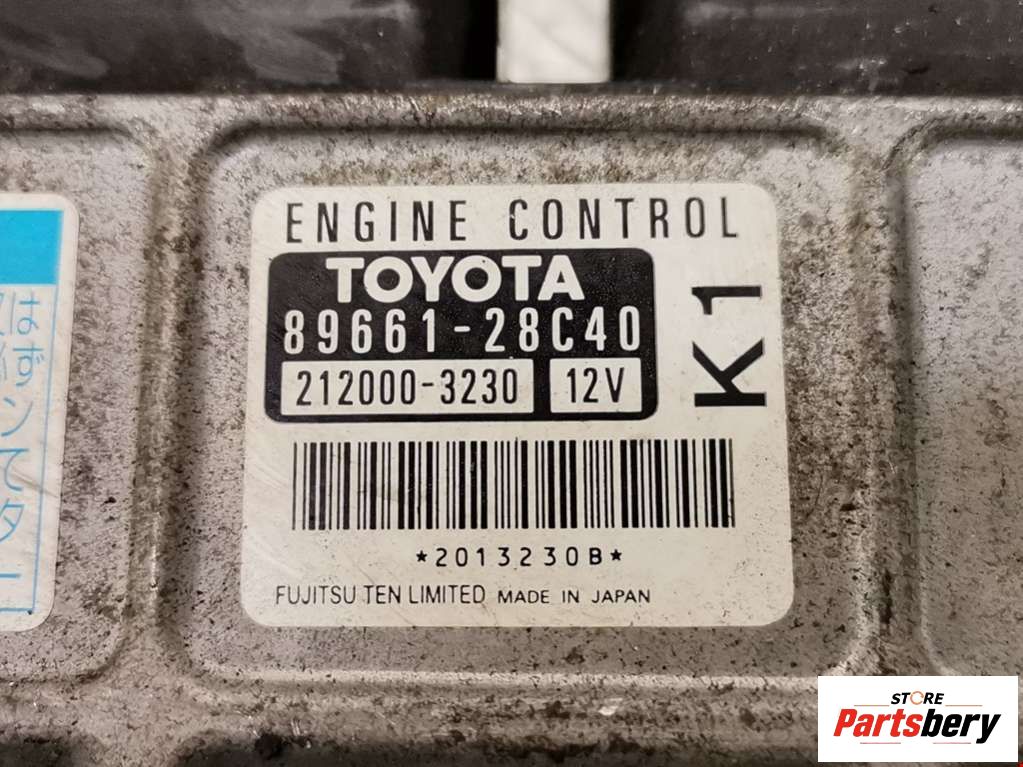 ENGINE CONTROL
TOYOTA
89661-28C40
212000-3230 12V
K1
*2013230B*
FUJITSU TEN LIMITED MADE IN JAPAN
STORE
Partsbery